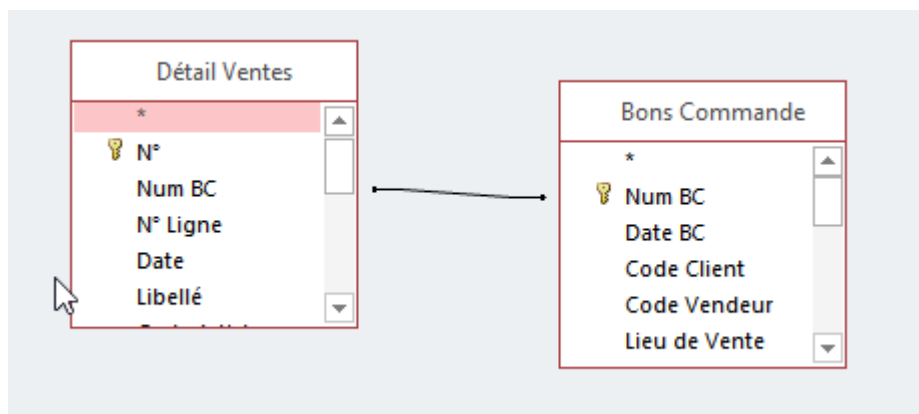 Détail Ventes
*
N°
Num BC
N° Ligne
Date
Libellé
Bons Commande
*
Num BC
Date BC
Code Client
Code Vendeur
Lieu de Vente